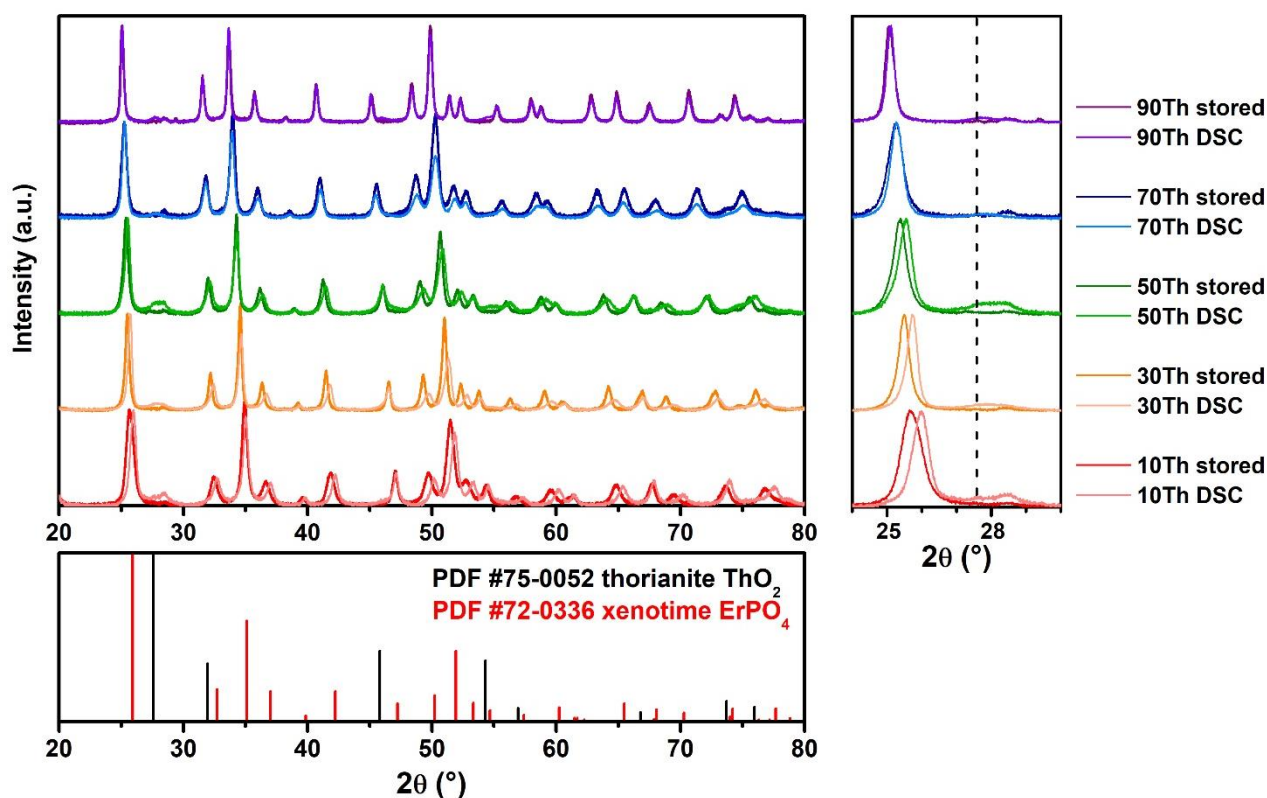 Intensity (a.u.)
20 30 40 50 60 70 80
25 28
2θ (°)
90Th stored
90Th DSC
70Th stored
70Th DSC
50Th stored
50Th DSC
30Th stored
30Th DSC
10Th stored
10Th DSC
PDF #75-0052 thorianite ThO₂
PDF #72-0336 xenotime ErPO₄
20 30 40 50 60 70 80
2θ (°)